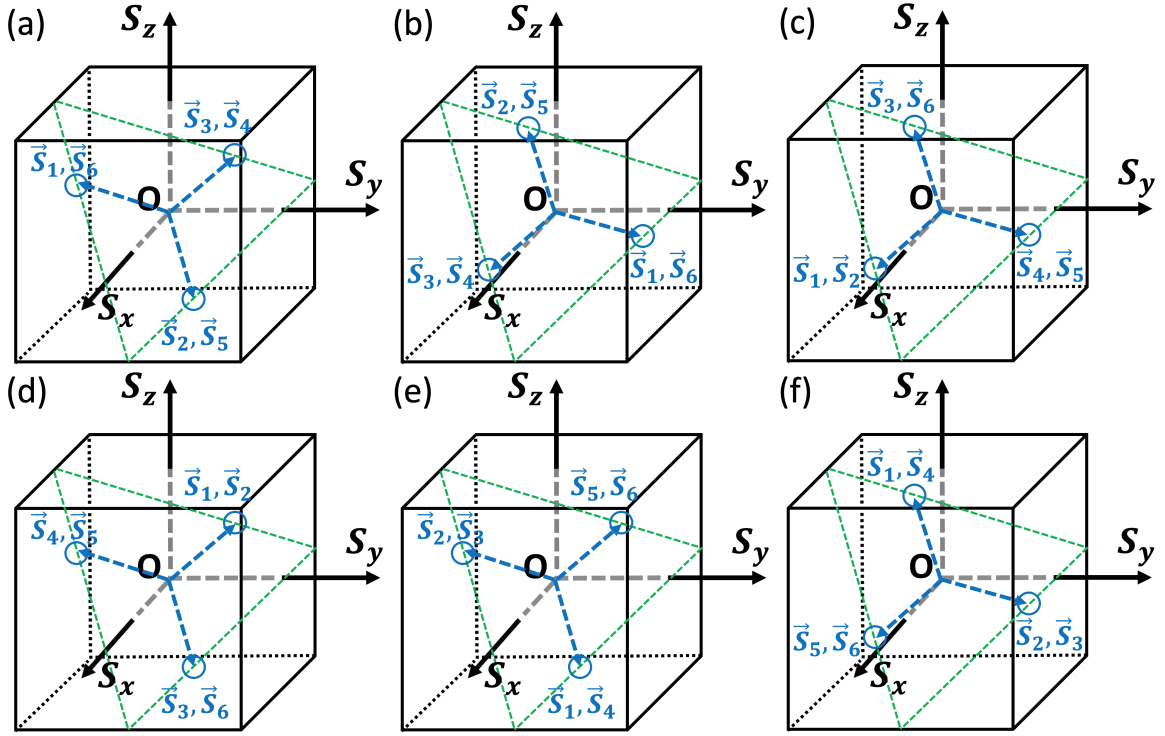 (a) S_z
S⃗₃, S⃗₄
S⃗₁, S⃗₆
O
S_y
S_x
S⃗₂, S⃗₅
(b) S_z
S⃗₂, S⃗₅
O
S_y
S⃗₃, S⃗₄
S⃗₁, S⃗₆
S_x
(c) S_z
S⃗₃, S⃗₆
O
S_y
S⃗₁, S⃗₂
S⃗₄, S⃗₅
S_x
(d) S_z
S⃗₁, S⃗₂
S⃗₄, S⃗₅
O
S_y
S_x
S⃗₃, S⃗₆
(e) S_z
S⃗₅, S⃗₆
S⃗₂, S⃗₃
O
S_y
S_x
S⃗₁, S⃗₄
(f) S_z
S⃗₁, S⃗₄
O
S_y
S⃗₅, S⃗₆
S⃗₂, S⃗₃
S_x